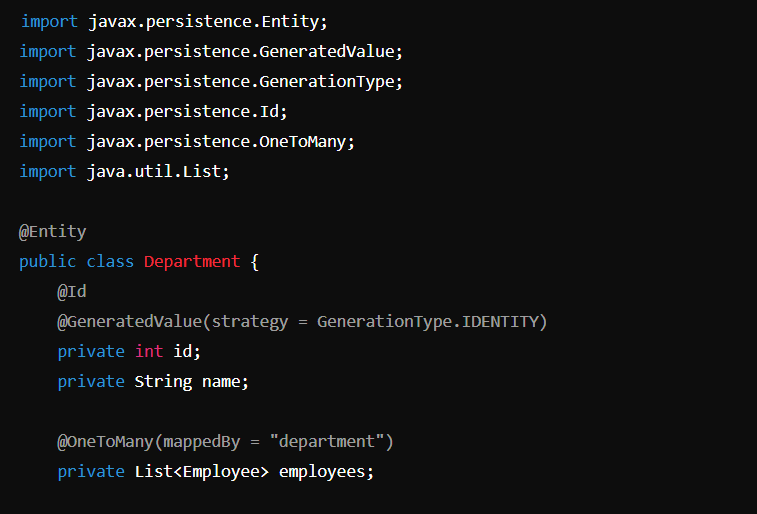 import javax.persistence.Entity;
import javax.persistence.GeneratedValue;
import javax.persistence.GenerationType;
import javax.persistence.Id;
import javax.persistence.OneToMany;
import java.util.List;

@Entity
public class Department {
    @Id
    @GeneratedValue(strategy = GenerationType.IDENTITY)
    private int id;
    private String name;

    @OneToMany(mappedBy = "department")
    private List<Employee> employees;